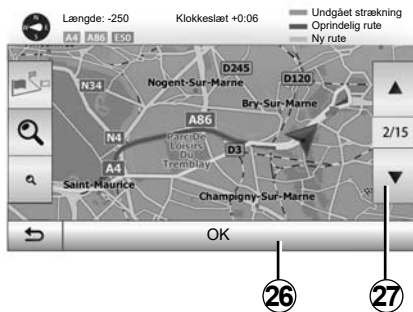 Længde: -250 Klokkeslæt +0:06
Undgået strækning
Oprindelig rute
Ny rute
A4 A86 E50
D245
N34
D120
Nogent-Sur-Marne
Bry-Sur-Marne
A86
2/15
N4
Parc De
Loisirs
Du
Tremblay
D3
A4
Saint-Maurice
Champigny-Sur-Marne
OK
26
27